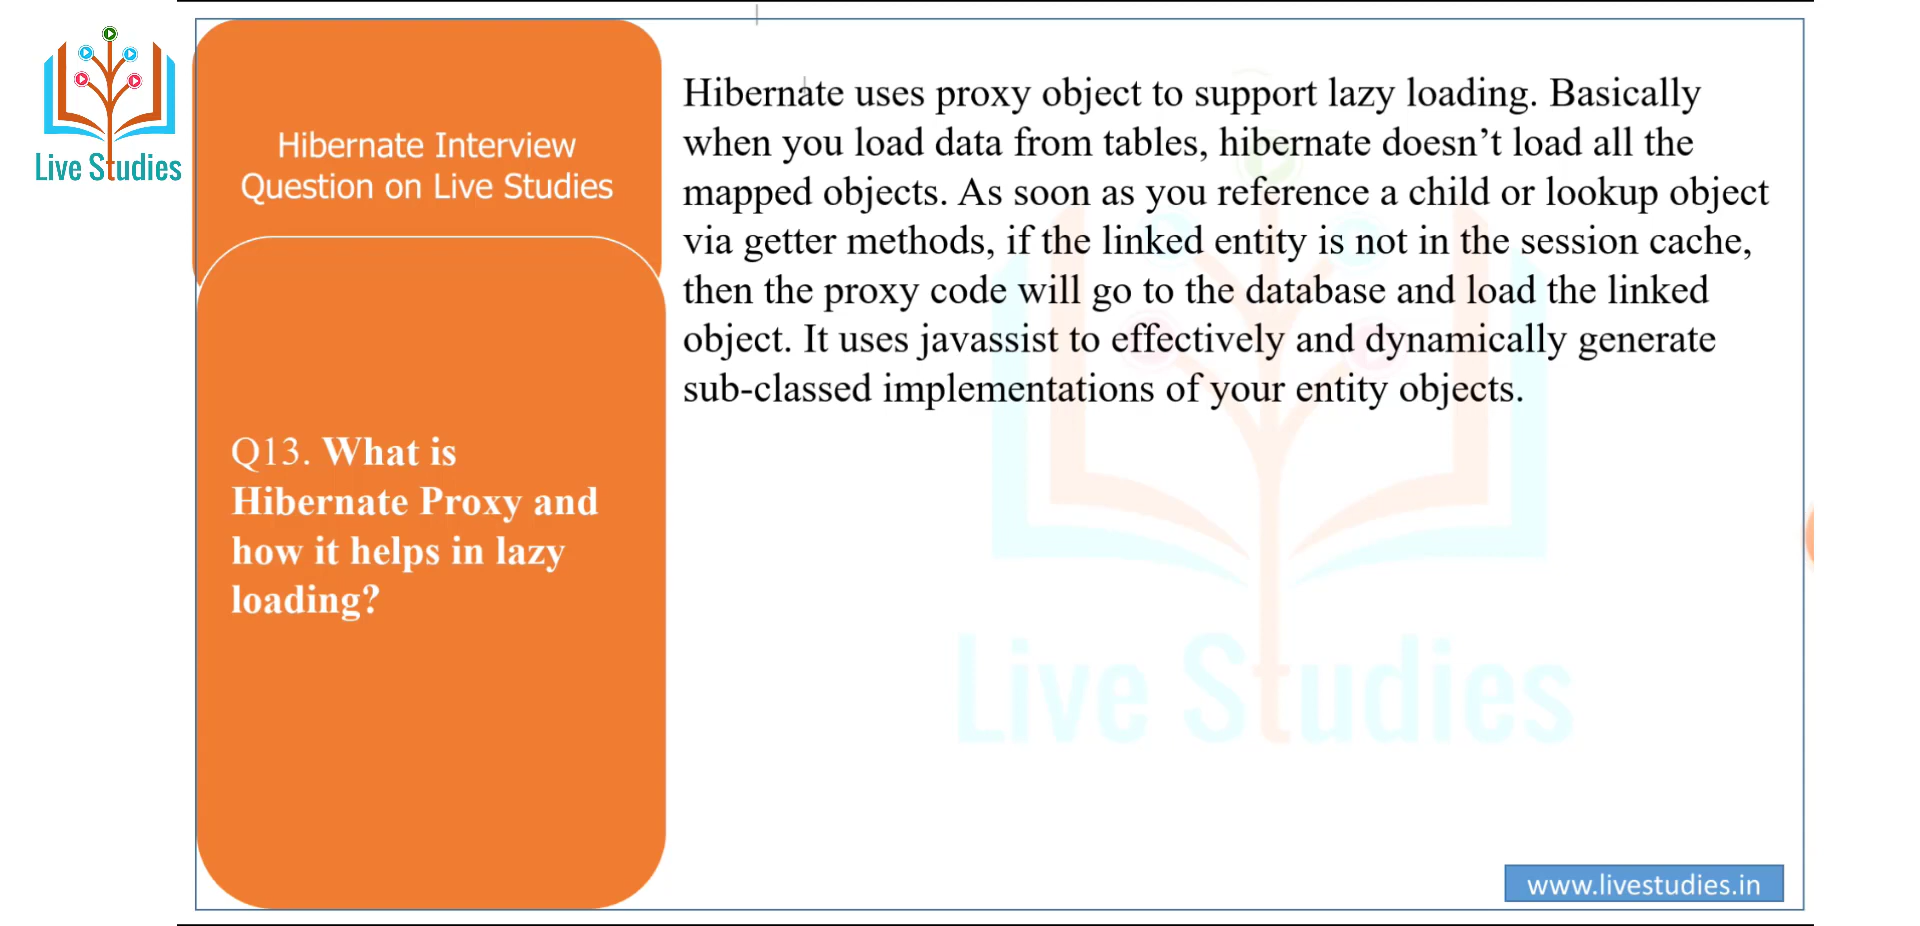 Live Studies
Hibernate Interview
Question on Live Studies
Q13. What is
Hibernate Proxy and
how it helps in lazy
loading?
Hibernate uses proxy object to support lazy loading. Basically
when you load data from tables, hibernate doesn’t load all the
mapped objects. As soon as you reference a child or lookup object
via getter methods, if the linked entity is not in the session cache,
then the proxy code will go to the database and load the linked
object. It uses javassist to effectively and dynamically generate
sub-classed implementations of your entity objects.
Live Studies
www.livestudies.in